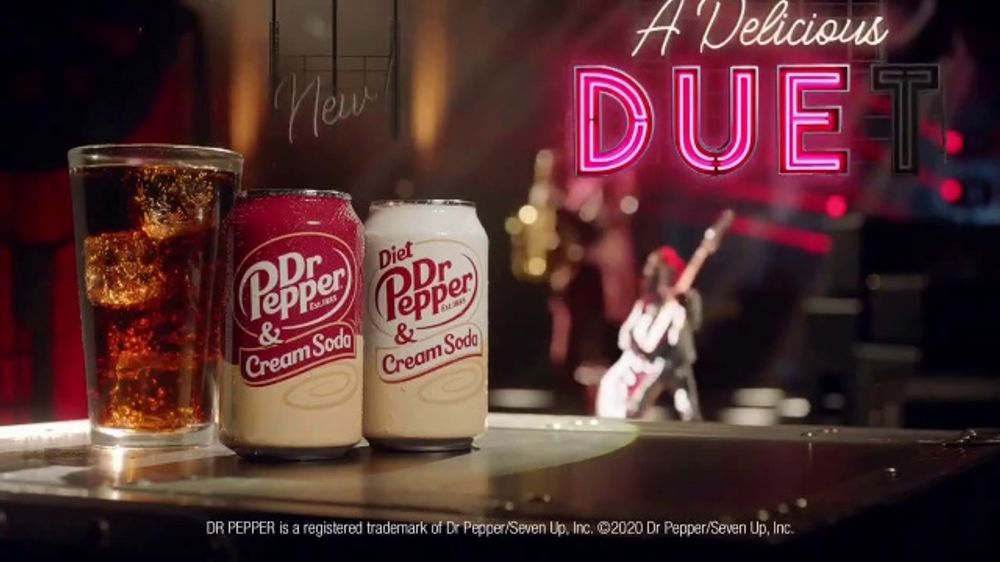 A Delicious
DUET
New!
Dr
Pepper
Est. 1885
&
Cream Soda
Diet
Dr
Pepper
Est. 1885
&
Cream Soda
DR PEPPER is a registered trademark of Dr Pepper/Seven Up, Inc. ©2020 Dr Pepper/Seven Up, Inc.